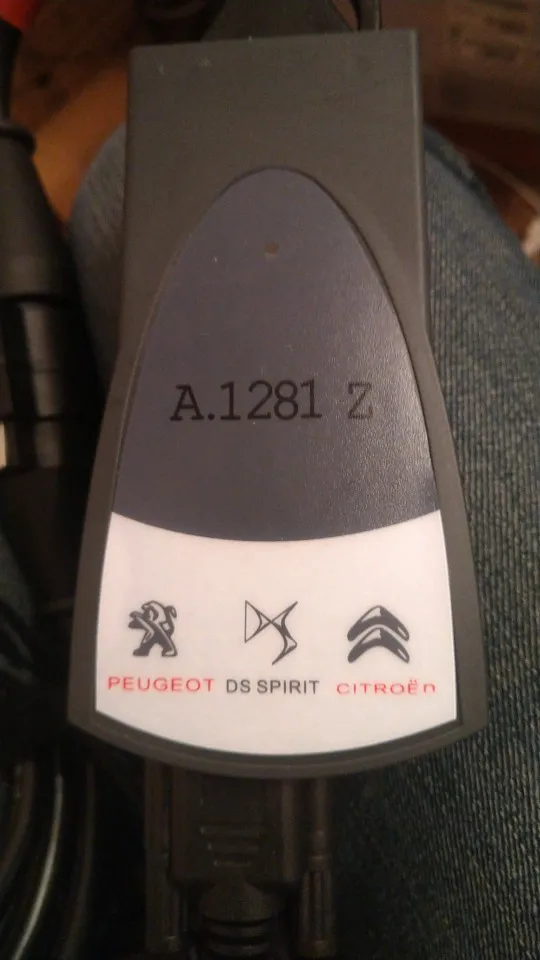 A.1281 Z
PEUGEOT DS SPIRIT CITROËn